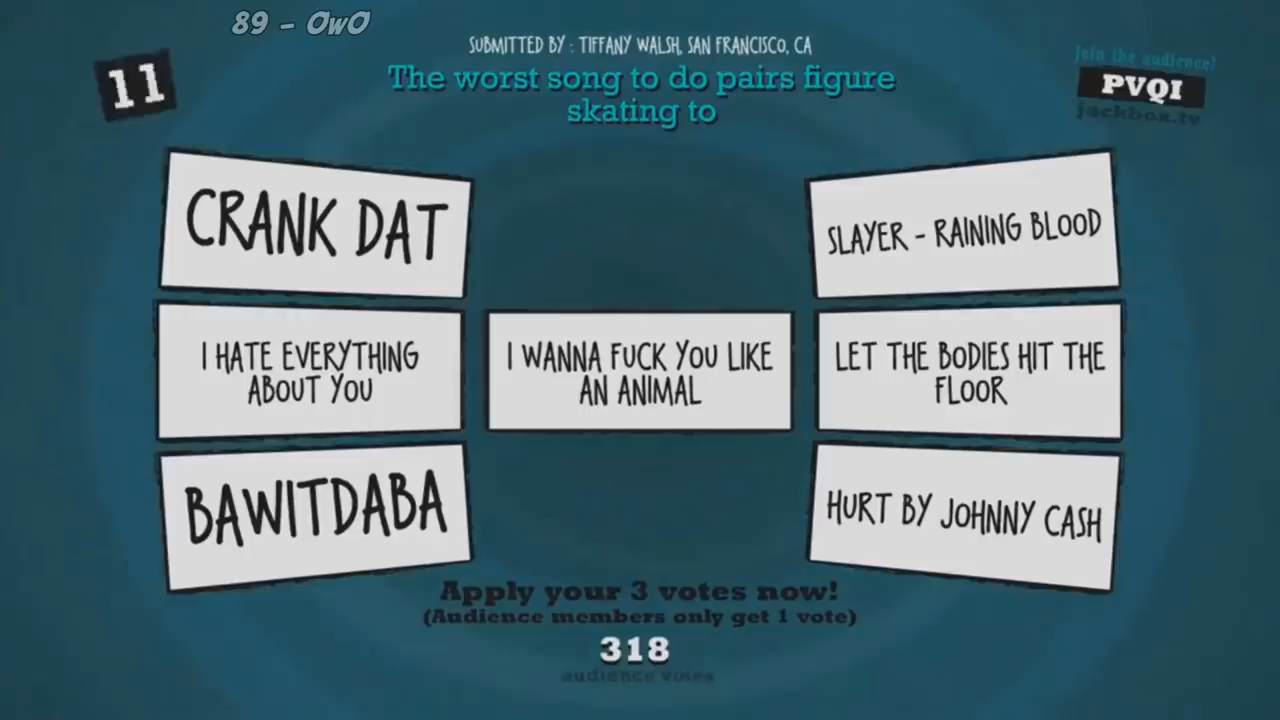 89 - OwO
SUBMITTED BY : TIFFANY WALSH, SAN FRANCISCO, CA
The worst song to do pairs figure
skating to
11
join the audience!
PVQI
jackbox.tv
CRANK DAT
SLAYER - RAINING BLOOD
I HATE EVERYTHING
ABOUT YOU
I WANNA FUCK YOU LIKE
AN ANIMAL
LET THE BODIES HIT THE
FLOOR
BAWITDABA
HURT BY JOHNNY CASH
Apply your 3 votes now!
(Audience members only get 1 vote)
318
audience votes